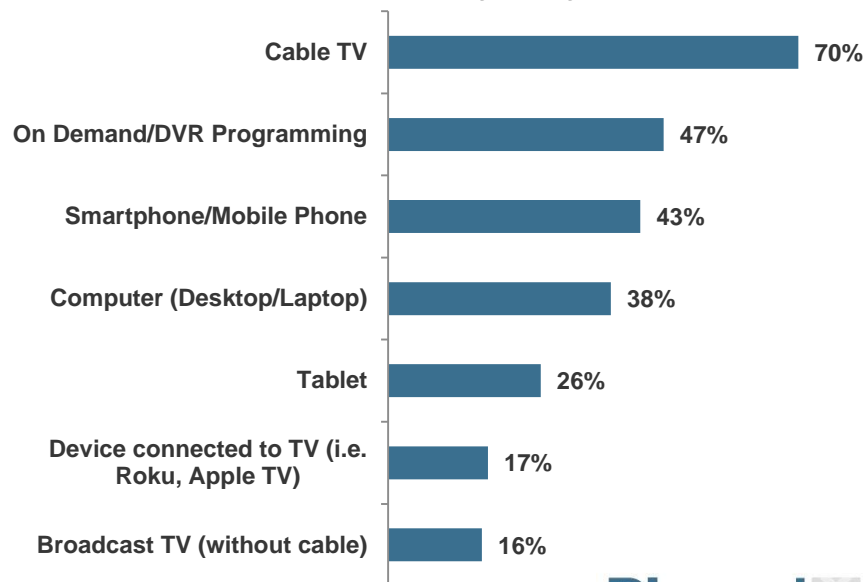 Cable TV
70%
On Demand/DVR Programming
47%
Smartphone/Mobile Phone
43%
Computer (Desktop/Laptop)
38%
Tablet
26%
Device connected to TV (i.e.
Roku, Apple TV)
17%
Broadcast TV (without cable)
16%